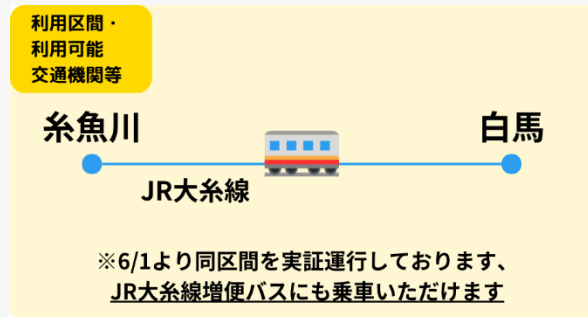 利用区間・
利用可能
交通機関等
糸魚川
白馬
JR大糸線
※6/1より同区間を実証運行しております、
JR大糸線増便バスにも乗車いただけます